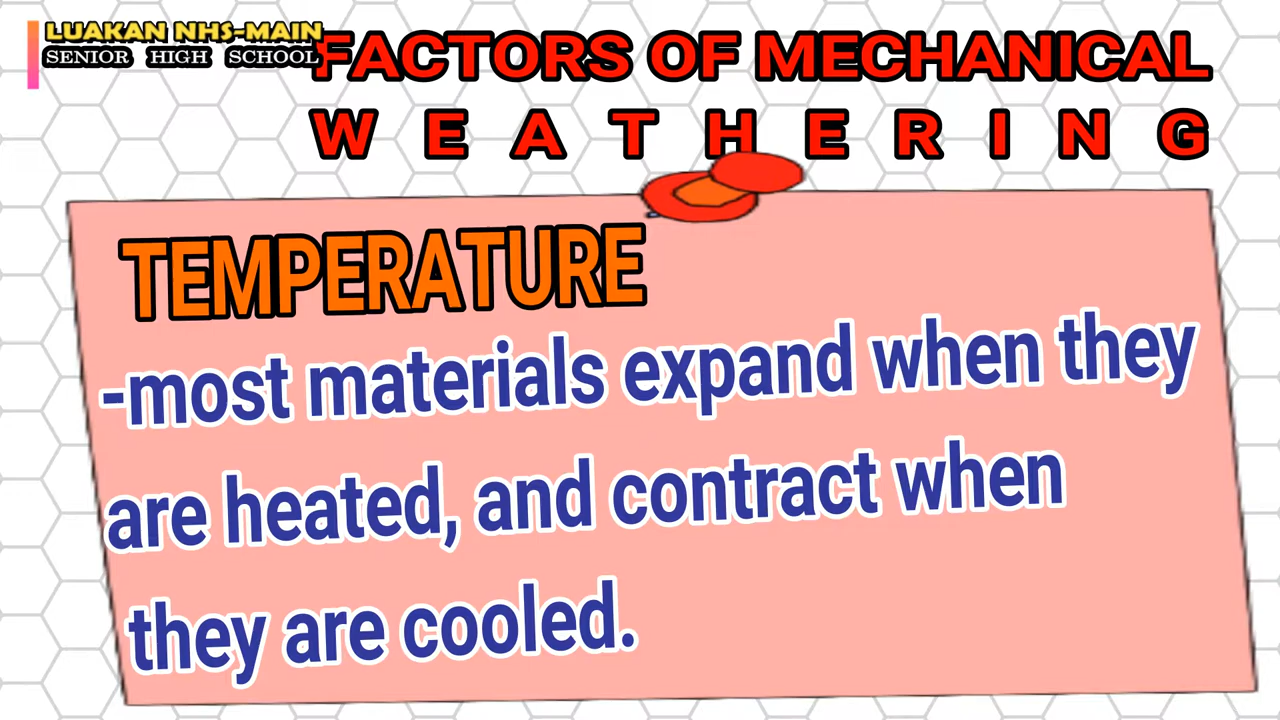 LUAKAN NHS-MAIN
SENIOR HIGH SCHOOL
FACTORS OF MECHANICAL
WEATHERING
TEMPERATURE
-most materials expand when they
are heated, and contract when
they are cooled.